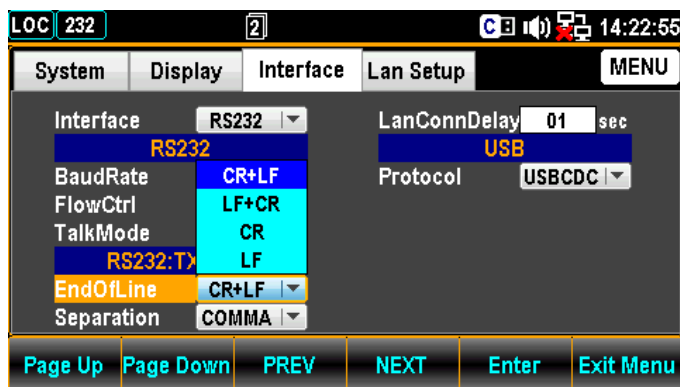 LOC 232 2 C 14:22:55
System Display Interface Lan Setup MENU
Interface RS232 LanConnDelay 01 sec
RS232 USB
BaudRate CR+LF Protocol USBCDC
FlowCtrl LF+CR
TalkMode CR
RS232:TX LF
EndOfLine CR+LF
Separation COMMA
Page Up Page Down PREV NEXT Enter Exit Menu